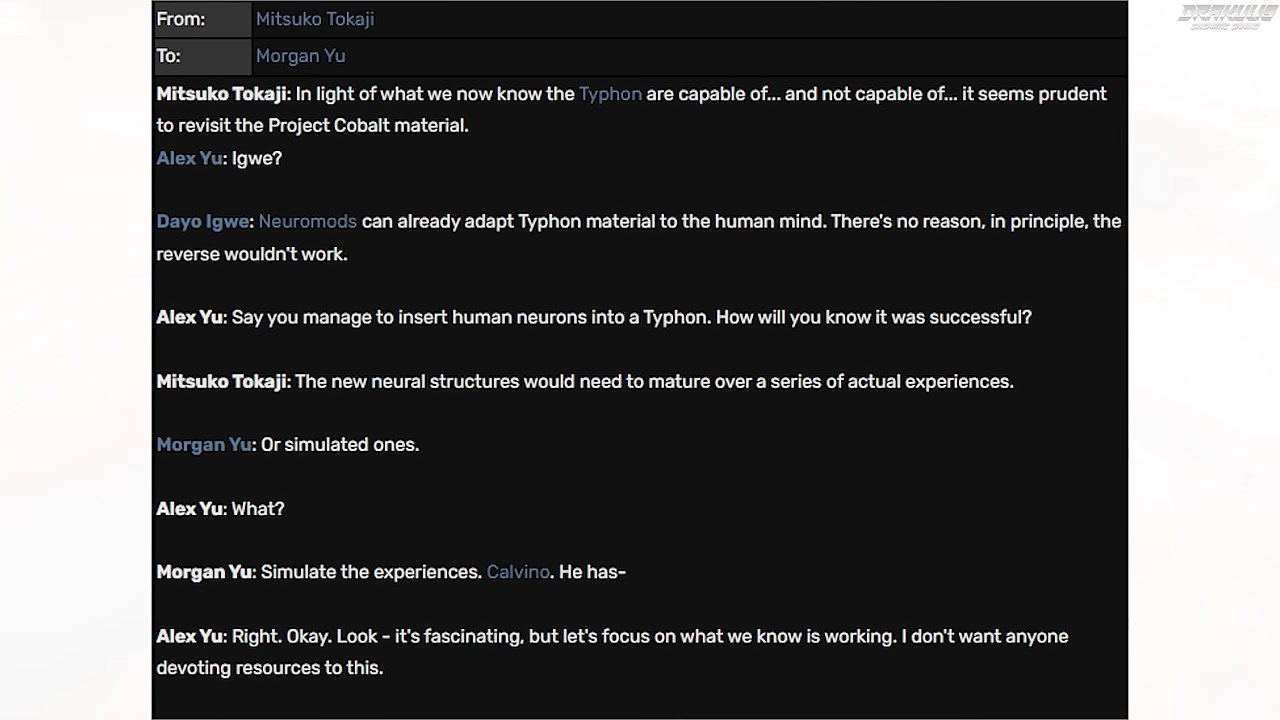 DRAKULIO
From: Mitsuko Tokaji
To: Morgan Yu
Mitsuko Tokaji: In light of what we now know the Typhon are capable of... and not capable of... it seems prudent
to revisit the Project Cobalt material.
Alex Yu: Igwe?
Dayo Igwe: Neuromods can already adapt Typhon material to the human mind. There's no reason, in principle, the
reverse wouldn't work.
Alex Yu: Say you manage to insert human neurons into a Typhon. How will you know it was successful?
Mitsuko Tokaji: The new neural structures would need to mature over a series of actual experiences.
Morgan Yu: Or simulated ones.
Alex Yu: What?
Morgan Yu: Simulate the experiences. Calvino. He has-
Alex Yu: Right. Okay. Look - it's fascinating, but let's focus on what we know is working. I don't want anyone
devoting resources to this.